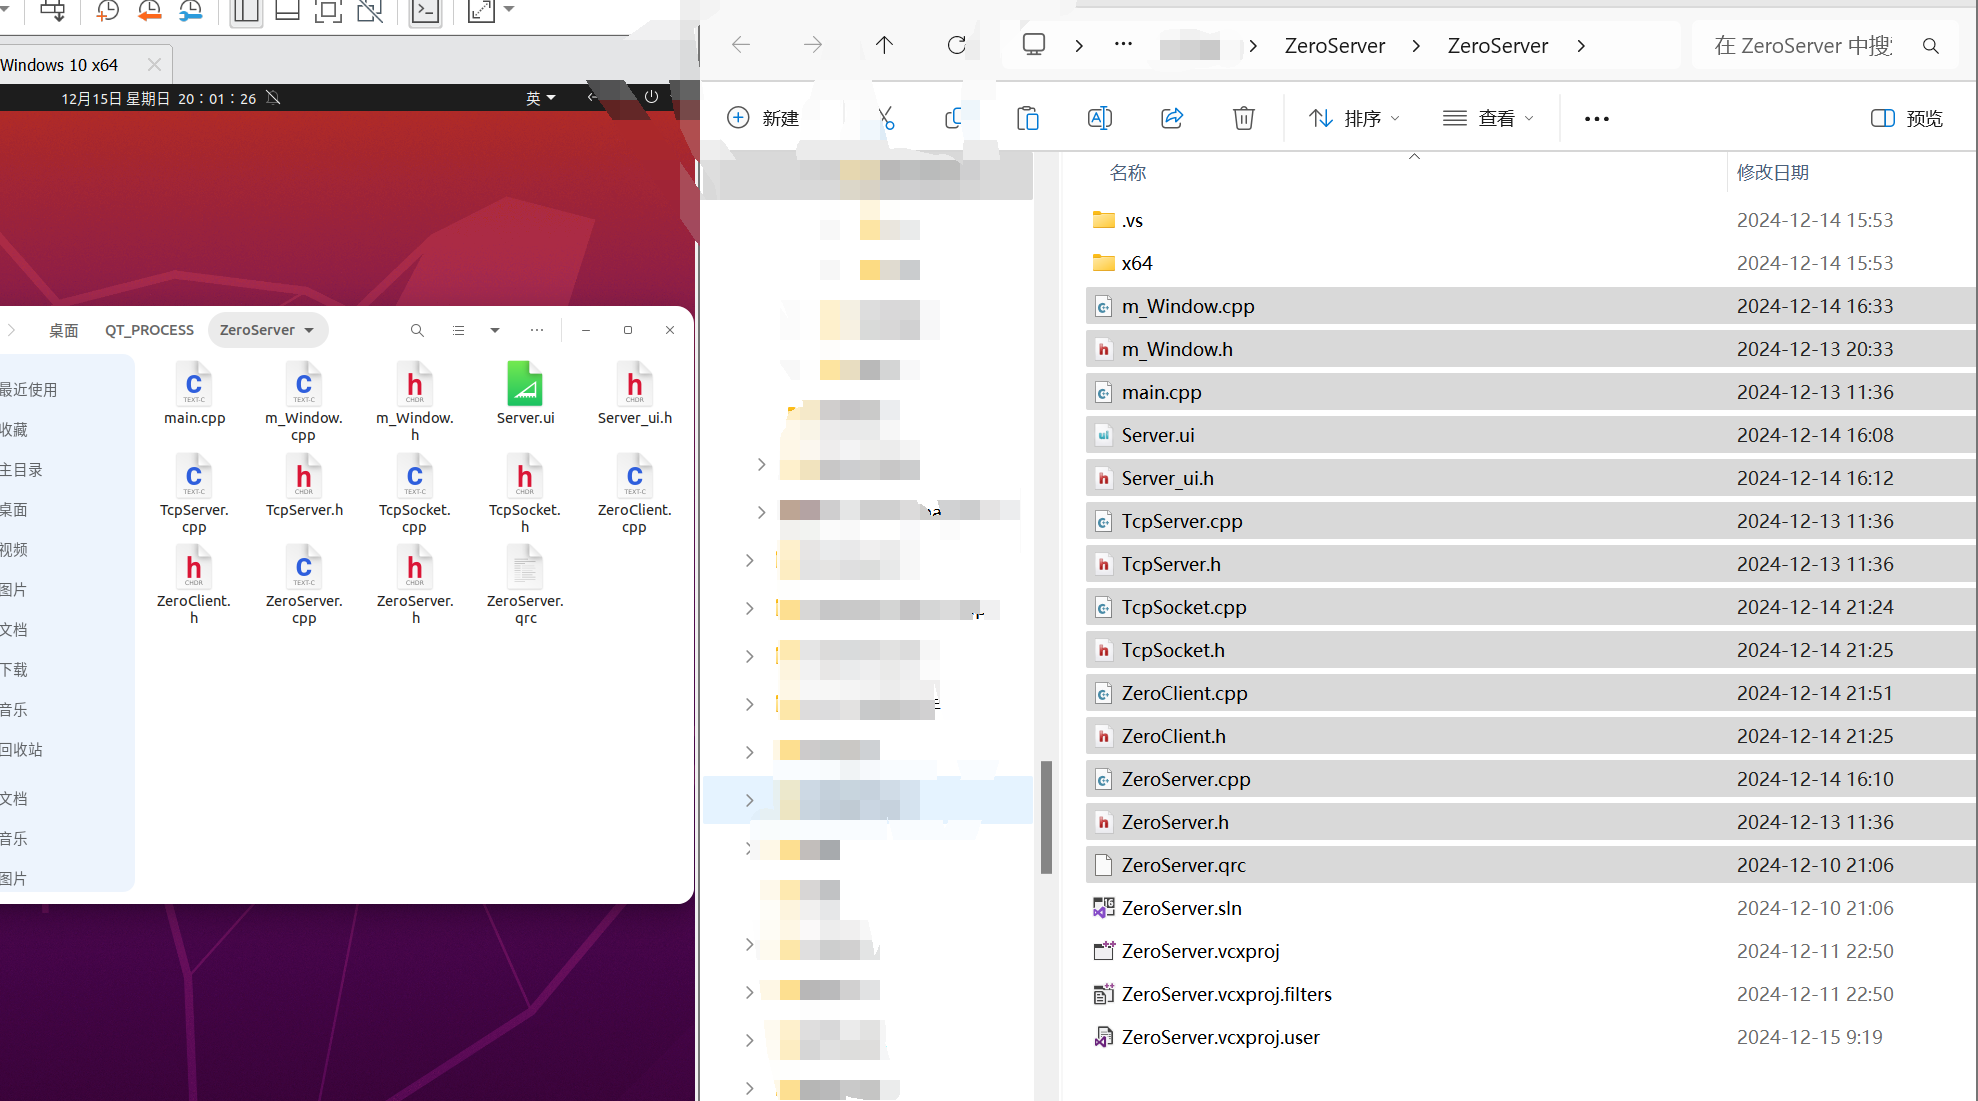 Windows 10 x64
12月15日 星期日 20：01：26
英
桌面
QT_PROCESS
ZeroServer
最近使用
收藏
主目录
桌面
视频
图片
文档
下载
音乐
回收站
文档
音乐
图片
main.cpp
m_Window.
cpp
m_Window.
h
Server.ui
Server_ui.h
TcpServer.
cpp
TcpServer.h
TcpSocket.
cpp
TcpSocket.
h
ZeroClient.
cpp
ZeroClient.
h
ZeroServer.
cpp
ZeroServer.
h
ZeroServer.
qrc
ZeroServer
ZeroServer
在 ZeroServer 中搜
新建
排序
查看
预览
名称
修改日期
.vs 2024-12-14 15:53
x64 2024-12-14 15:53
m_Window.cpp 2024-12-14 16:33
m_Window.h 2024-12-13 20:33
main.cpp 2024-12-13 11:36
Server.ui 2024-12-14 16:08
Server_ui.h 2024-12-14 16:12
TcpServer.cpp 2024-12-13 11:36
TcpServer.h 2024-12-13 11:36
TcpSocket.cpp 2024-12-14 21:24
TcpSocket.h 2024-12-14 21:25
ZeroClient.cpp 2024-12-14 21:51
ZeroClient.h 2024-12-14 21:25
ZeroServer.cpp 2024-12-14 16:10
ZeroServer.h 2024-12-13 11:36
ZeroServer.qrc 2024-12-10 21:06
ZeroServer.sln 2024-12-10 21:06
ZeroServer.vcxproj 2024-12-11 22:50
ZeroServer.vcxproj.filters 2024-12-11 22:50
ZeroServer.vcxproj.user 2024-12-15 9:19